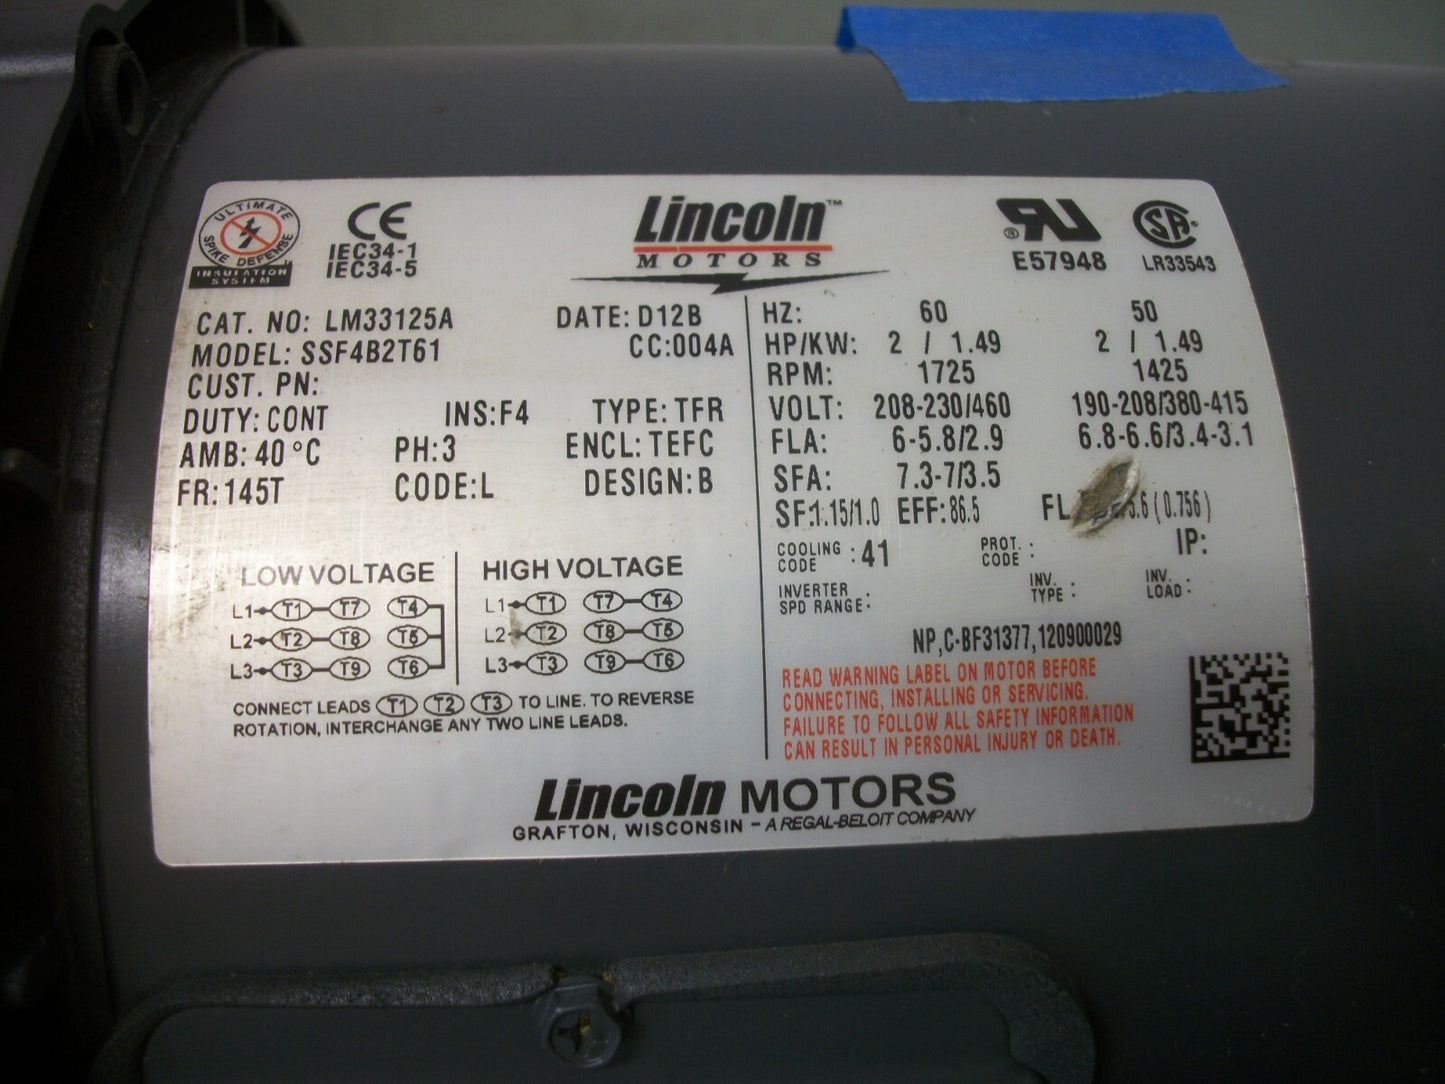 ULTIMATE
SPIKE DEFENSE
INSULATION
SYSTEM
CE
IEC34-1
IEC34-5
Lincoln™
MOTORS
®
E57948
SA®
LR33543
CAT. NO: LM33125A DATE: D12B
MODEL: SSF4B2T61 CC:004A
CUST. PN:
DUTY: CONT INS:F4 TYPE: TFR
AMB: 40 °C PH:3 ENCL: TEFC
FR: 145T CODE:L DESIGN: B
HZ: 60 50
HP/KW: 2 / 1.49 2 / 1.49
RPM: 1725 1425
VOLT: 208-230/460 190-208/380-415
FLA: 6-5.8/2.9 6.8-6.6/3.4-3.1
SFA: 7.3-7/3.5
SF:1.15/1.0 EFF: 86.5 (0.756)
COOLING CODE : 41 PROT. CODE : IP:
INVERTER SPD RANGE: INV. TYPE : INV. LOAD :
NP,C-BF31377,120900029
LOW VOLTAGE
L1 T1 T7 T4
L2 T2 T8 T5
L3 T3 T9 T6
HIGH VOLTAGE
L1 T1 T7 T4
L2 T2 T8 T5
L3 T3 T9 T6
CONNECT LEADS T1 T2 T3 TO LINE. TO REVERSE
ROTATION, INTERCHANGE ANY TWO LINE LEADS.
READ WARNING LABEL ON MOTOR BEFORE
CONNECTING, INSTALLING OR SERVICING.
FAILURE TO FOLLOW ALL SAFETY INFORMATION
CAN RESULT IN PERSONAL INJURY OR DEATH.
Lincoln MOTORS
GRAFTON, WISCONSIN – A REGAL-BELOIT COMPANY